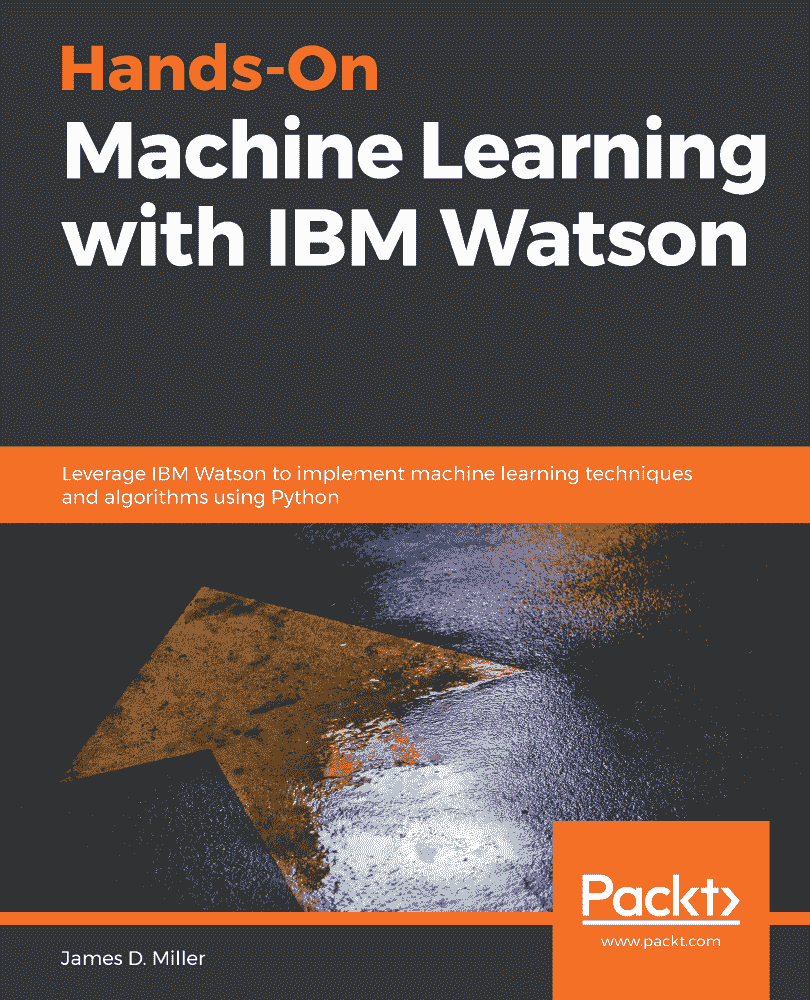 Hands-On
Machine Learning
with IBM Watson
Leverage IBM Watson to implement machine learning techniques
and algorithms using Python
Packt>
www.packt.com
James D. Miller